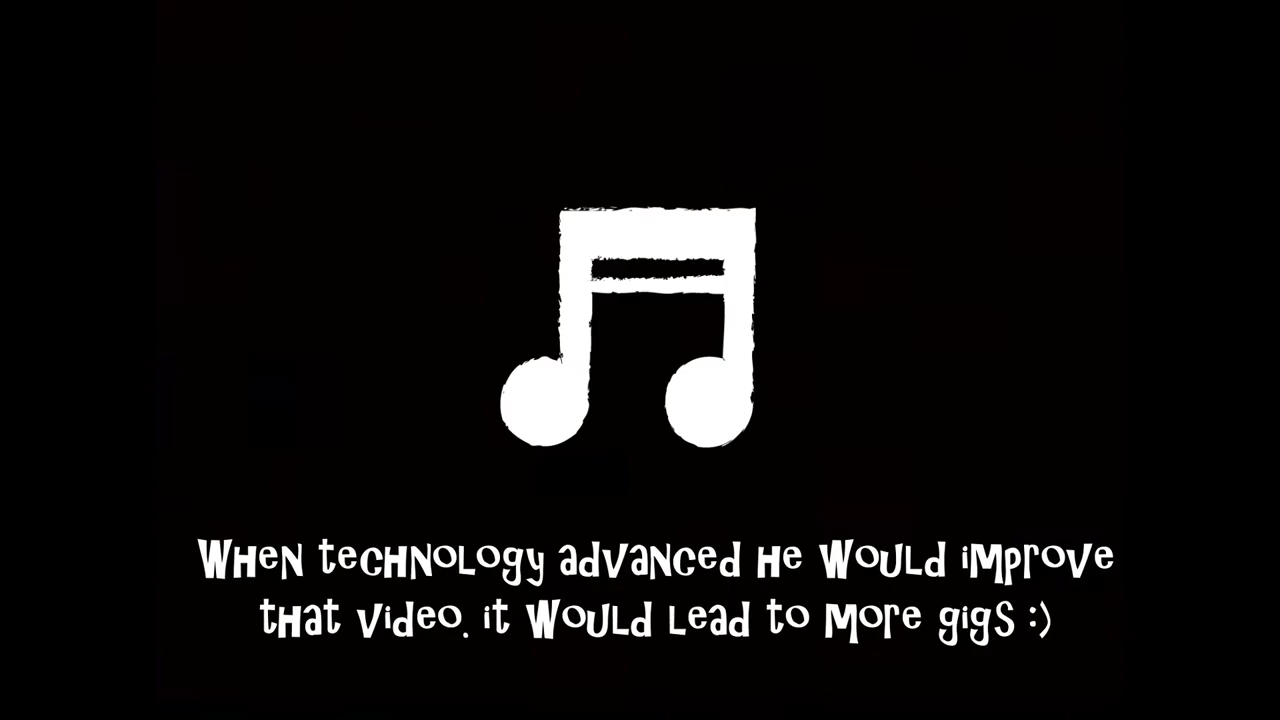 When technology advanced he would improve
that video. it would lead to more gigs :)